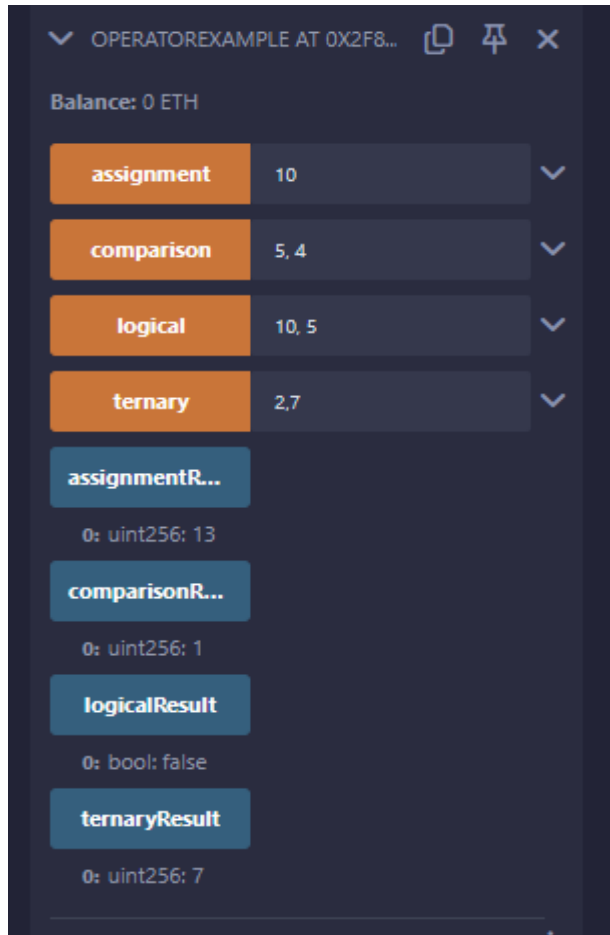 OPERATOREXAMPLE AT 0X2F8...
Balance: 0 ETH
assignment 10
comparison 5, 4
logical 10, 5
ternary 2,7
assignmentR...
0: uint256: 13
comparisonR...
0: uint256: 1
logicalResult
0: bool: false
ternaryResult
0: uint256: 7